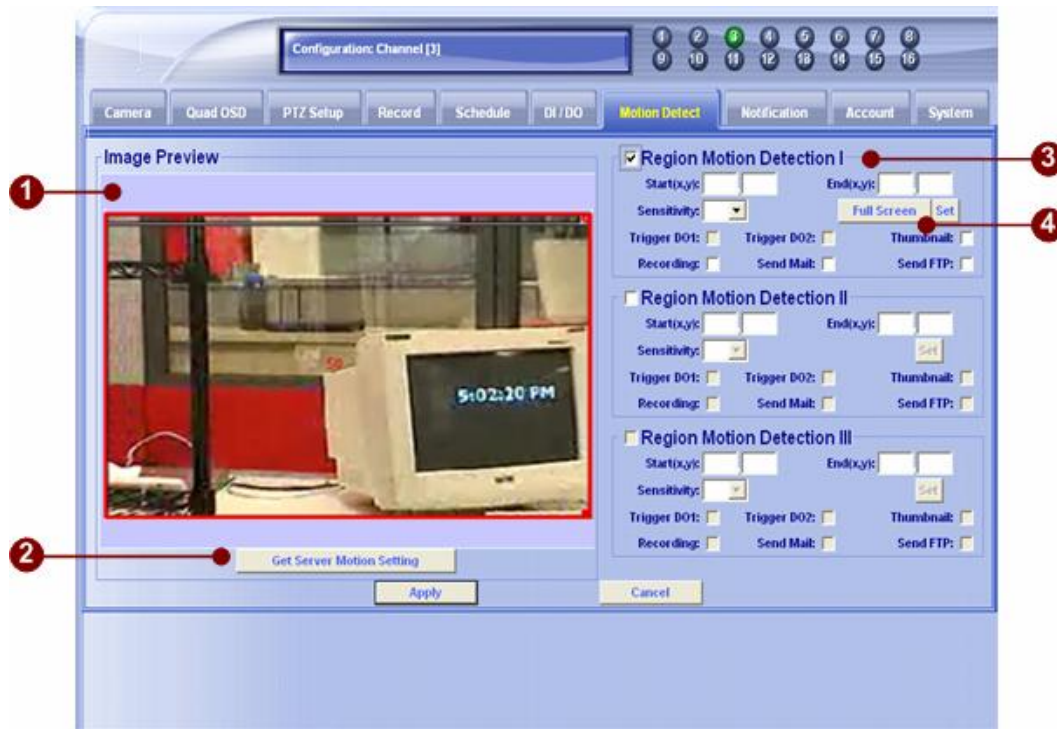 Configuration: Channel [3]
1 2 3 4 5 6 7 8
9 10 11 12 13 14 15 16
Camera Quad OSD PTZ Setup Record Schedule DI / DO Motion Detect Notification Account System
Image Preview
1
5:02:20 PM
2
Get Server Motion Setting
Region Motion Detection I
3
Start(x,y): End(x,y):
Sensitivity: Full Screen Set
4
Trigger DO1: Trigger DO2: Thumbnail:
Recording: Send Mail: Send FTP:
Region Motion Detection II
Start(x,y): End(x,y):
Sensitivity: Set
Trigger DO1: Trigger DO2: Thumbnail:
Recording: Send Mail: Send FTP:
Region Motion Detection III
Start(x,y): End(x,y):
Sensitivity: Set
Trigger DO1: Trigger DO2: Thumbnail:
Recording: Send Mail: Send FTP:
Apply Cancel